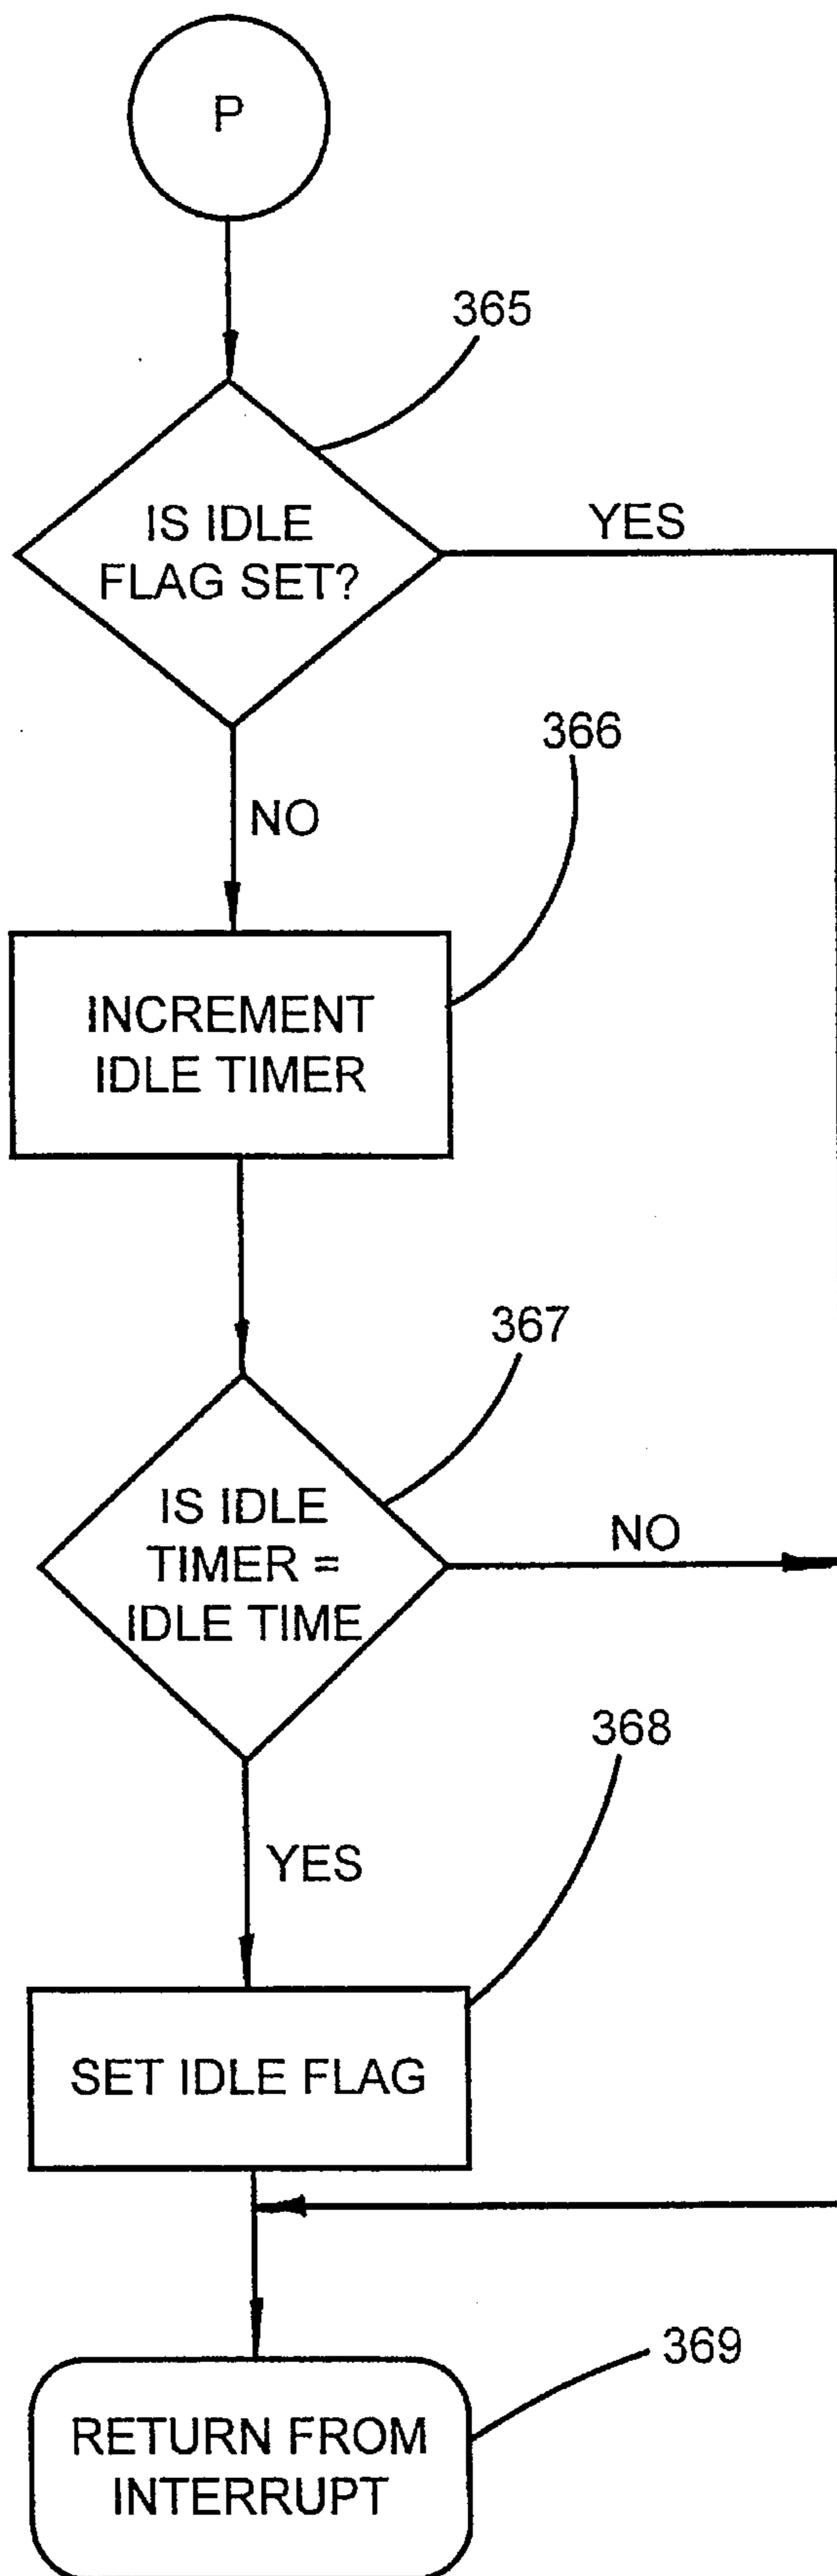 P
365
IS IDLE
FLAG SET?
YES
366
NO
INCREMENT
IDLE TIMER
367
IS IDLE
TIMER =
IDLE TIME
NO
368
YES
SET IDLE FLAG
369
RETURN FROM
INTERRUPT